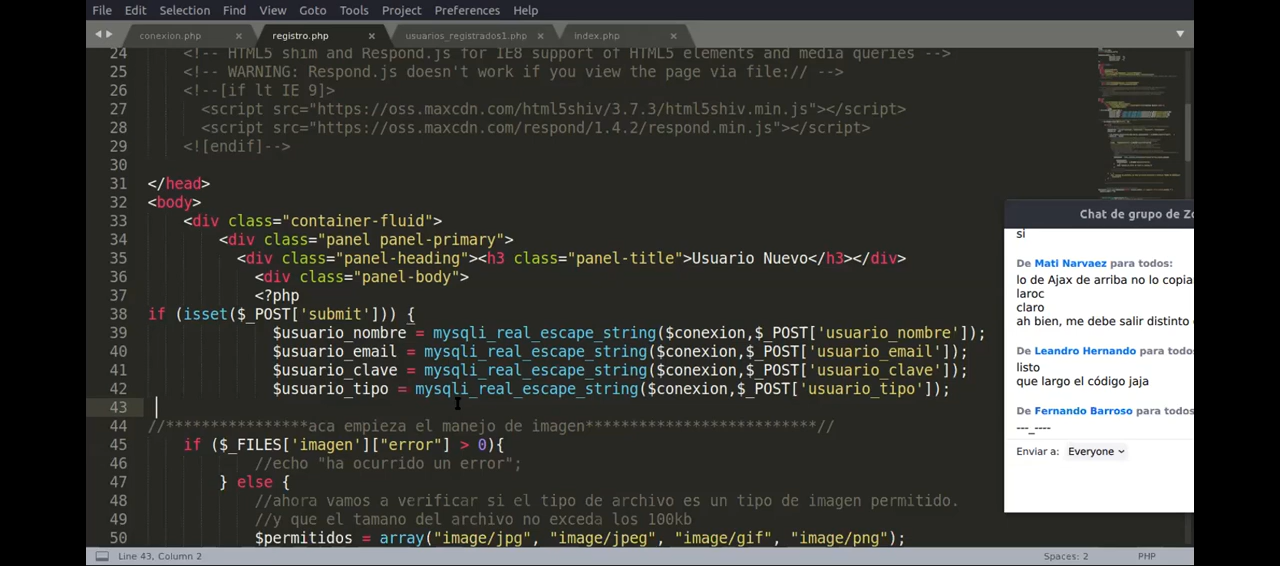 File Edit Selection Find View Goto Tools Project Preferences Help
conexion.php × registro.php × usuarios_registrados1.php × index.php ×
24 <!-- HTML5 shim and Respond.js for IE8 support of HTML5 elements and media queries -->
25 <!-- WARNING: Respond.js doesn't work if you view the page via file:// -->
26 <!--[if lt IE 9]>
27 <script src="https://oss.maxcdn.com/html5shiv/3.7.3/html5shiv.min.js"></script>
28 <script src="https://oss.maxcdn.com/respond/1.4.2/respond.min.js"></script>
29 <![endif]-->
30
31 </head>
32 <body>
33 <div class="container-fluid">
34 <div class="panel panel-primary">
35 <div class="panel-heading"><h3 class="panel-title">Usuario Nuevo</h3></div>
36 <div class="panel-body">
37 <?php
38 if (isset($_POST['submit'])) {
39 $usuario_nombre = mysqli_real_escape_string($conexion,$_POST['usuario_nombre']);
40 $usuario_email = mysqli_real_escape_string($conexion,$_POST['usuario_email']);
41 $usuario_clave = mysqli_real_escape_string($conexion,$_POST['usuario_clave']);
42 $usuario_tipo = mysqli_real_escape_string($conexion,$_POST['usuario_tipo']);
43
44 //****************aca empieza el manejo de imagen**************************//
45 if ($_FILES['imagen']["error"] > 0){
46 //echo "ha ocurrido un error";
47 } else {
48 //ahora vamos a verificar si el tipo de archivo es un tipo de imagen permitido.
49 //y que el tamano del archivo no exceda los 100kb
50 $permitidos = array("image/jpg", "image/jpeg", "image/gif", "image/png");
Chat de grupo de Zo
si
De Mati Narvaez para todos:
lo de Ajax de arriba no lo copia
laroc
claro
ah bien, me debe salir distinto
De Leandro Hernando para todos
listo
que largo el código jaja
De Fernando Barroso para todos
---_----
Enviar a: Everyone
Line 43, Column 2 Spaces: 2 PHP